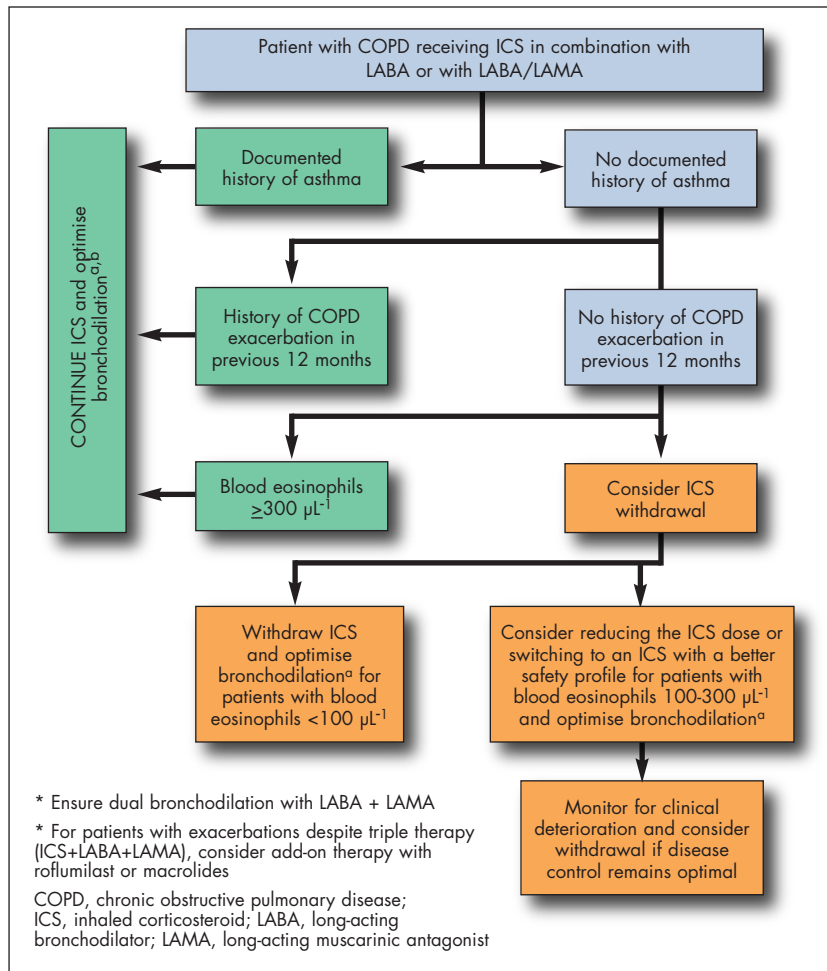 Patient with COPD receiving ICS in combination with
LABA or with LABA/LAMA
Documented
history of asthma
No documented
history of asthma
CONTINUE ICS and optimise
bronchodilationᵃ,ᵇ
History of COPD
exacerbation in
previous 12 months
No history of COPD
exacerbation in
previous 12 months
Blood eosinophils
≥300 µL⁻¹
Consider ICS
withdrawal
Withdraw ICS
and optimise
bronchodilationᵃ for
patients with blood
eosinophils <100 µL⁻¹
Consider reducing the ICS dose or
switching to an ICS with a better
safety profile for patients with
blood eosinophils 100-300 µL⁻¹
and optimise bronchodilationᵃ
Monitor for clinical
deterioration and consider
withdrawal if disease
control remains optimal
* Ensure dual bronchodilation with LABA + LAMA
* For patients with exacerbations despite triple therapy
(ICS+LABA+LAMA), consider add-on therapy with
roflumilast or macrolides
COPD, chronic obstructive pulmonary disease;
ICS, inhaled corticosteroid; LABA, long-acting
bronchodilator; LAMA, long-acting muscarinic antagonist